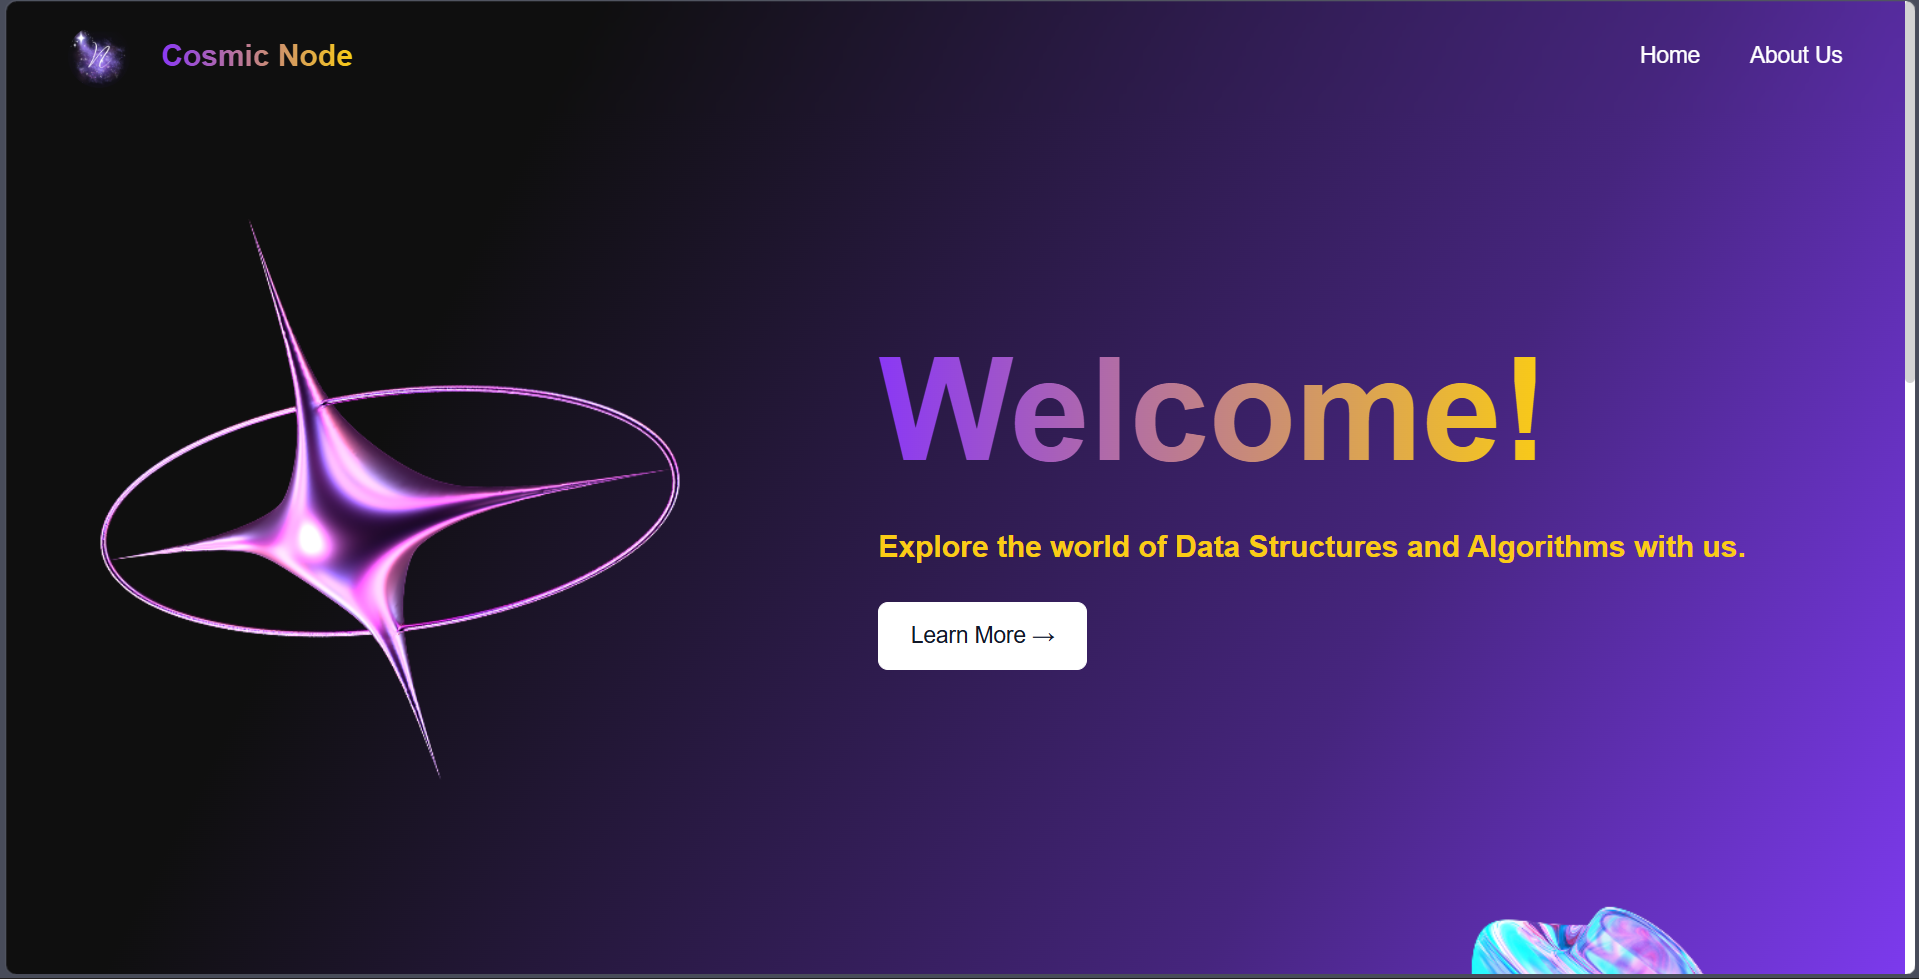 n
Cosmic Node
Home
About Us
Welcome!
Explore the world of Data Structures and Algorithms with us.
Learn More →